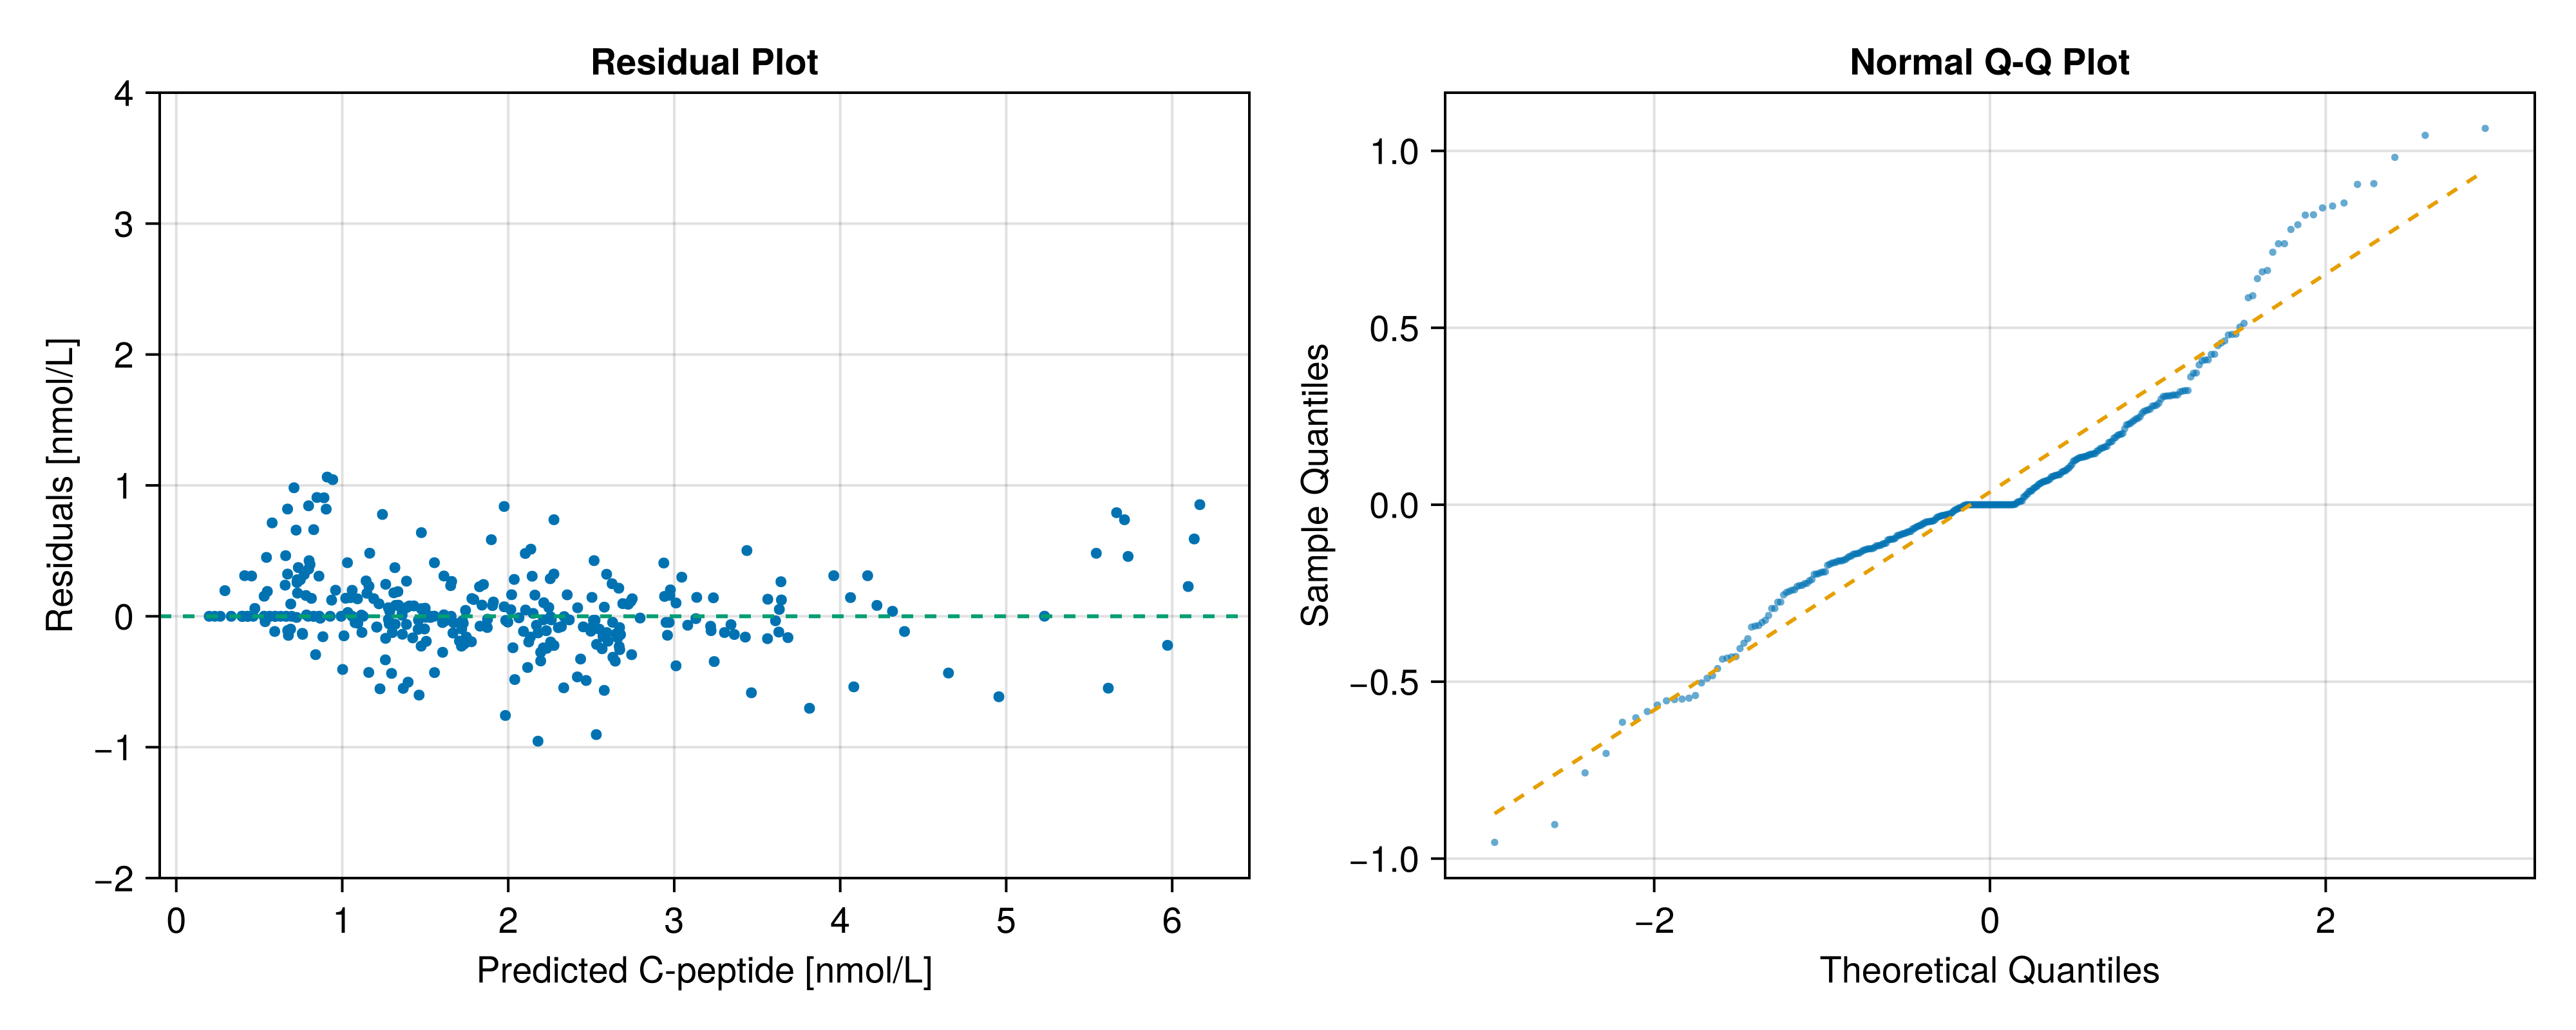 Residual Plot
4
3
2
1
0
−1
−2
Residuals [nmol/L]
0 1 2 3 4 5 6
Predicted C-peptide [nmol/L]
Normal Q-Q Plot
1.0
0.5
0.0
−0.5
−1.0
Sample Quantiles
−2 0 2
Theoretical Quantiles